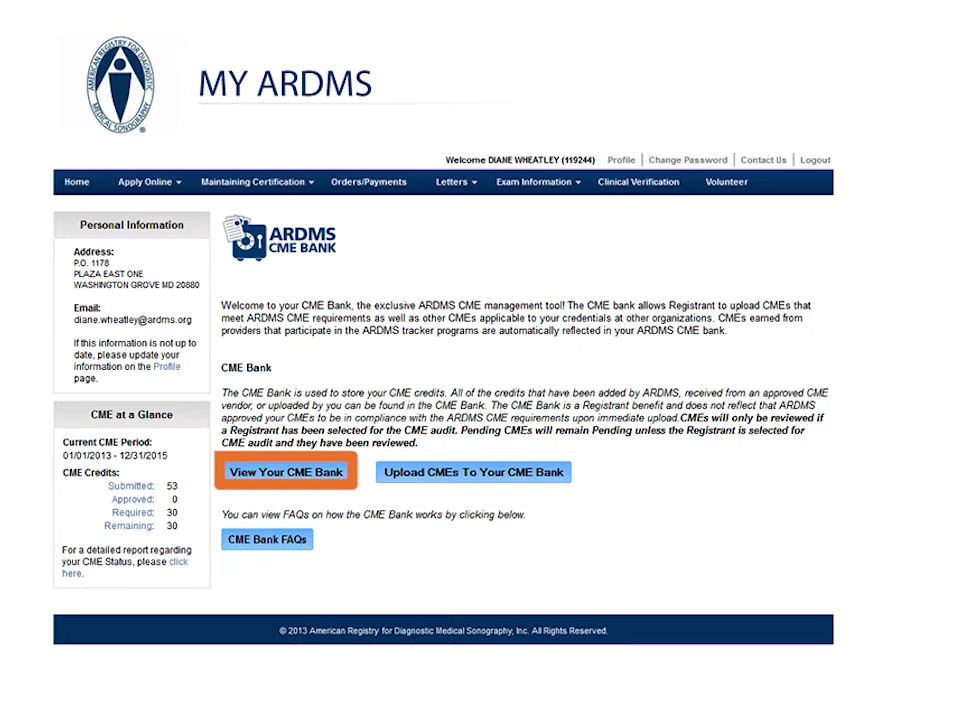 AMERICAN REGISTRY FOR DIAGNOSTIC
MEDICAL SONOGRAPHY
®
MY ARDMS
Welcome DIANE WHEATLEY (119244) Profile | Change Password | Contact Us | Logout
Home Apply Online Maintaining Certification Orders/Payments Letters Exam Information Clinical Verification Volunteer
Personal Information
Address:
P.O. 1178
PLAZA EAST ONE
WASHINGTON GROVE MD 20880
Email:
diane.wheatley@ardms.org
If this information is not up to
date, please update your
information on the Profile
page.
CME at a Glance
Current CME Period:
01/01/2013 - 12/31/2015
CME Credits:
Submitted: 53
Approved: 0
Required: 30
Remaining: 30
For a detailed report regarding
your CME Status, please click
here.
ARDMS
CME BANK
Welcome to your CME Bank, the exclusive ARDMS CME management tool! The CME bank allows Registrant to upload CMEs that
meet ARDMS CME requirements as well as other CMEs applicable to your credentials at other organizations. CMEs earned from
providers that participate in the ARDMS tracker programs are automatically reflected in your ARDMS CME bank.
CME Bank
The CME Bank is used to store your CME credits. All of the credits that have been added by ARDMS, received from an approved CME
vendor, or uploaded by you can be found in the CME Bank. The CME Bank is a Registrant benefit and does not reflect that ARDMS
approved your CMEs to be in compliance with the ARDMS CME requirements upon immediate upload.CMEs will only be reviewed if
a Registrant has been selected for the CME audit. Pending CMEs will remain Pending unless the Registrant is selected for
CME audit and they have been reviewed.
View Your CME Bank Upload CMEs To Your CME Bank
You can view FAQs on how the CME Bank works by clicking below.
CME Bank FAQs
© 2013 American Registry for Diagnostic Medical Sonography, Inc. All Rights Reserved.